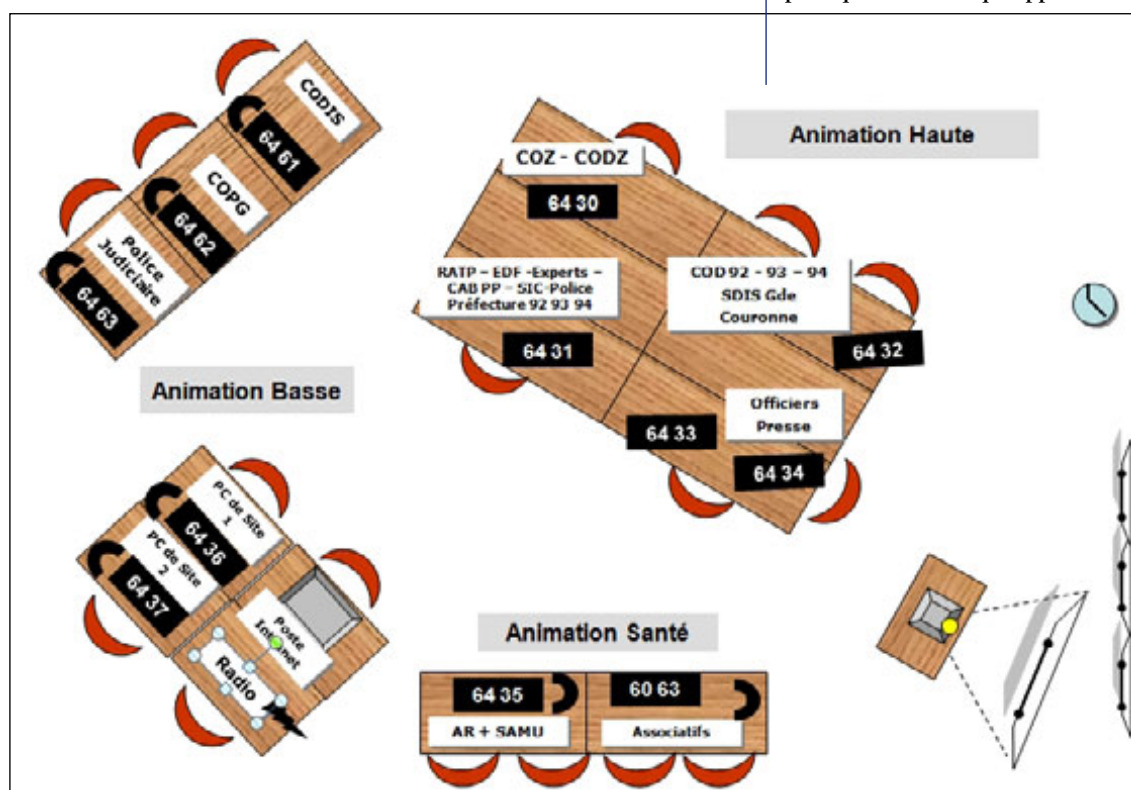 CODIS
64 61
COPG
64 62
Police
Judiciaire
64 63
Animation Haute
COZ - CODZ
64 30
RATP – EDF -Experts –
CAB PP – SIC-Police
Préfecture 92 93 94
64 31
COD 92 - 93 – 94
SDIS Gde
Couronne
64 32
64 33
Officiers
Presse
64 34
Animation Basse
PC de Site
1
64 36
PC de Site
2
64 37
Poste
Radio
Animation Santé
64 35
60 63
AR + SAMU
Associatifs